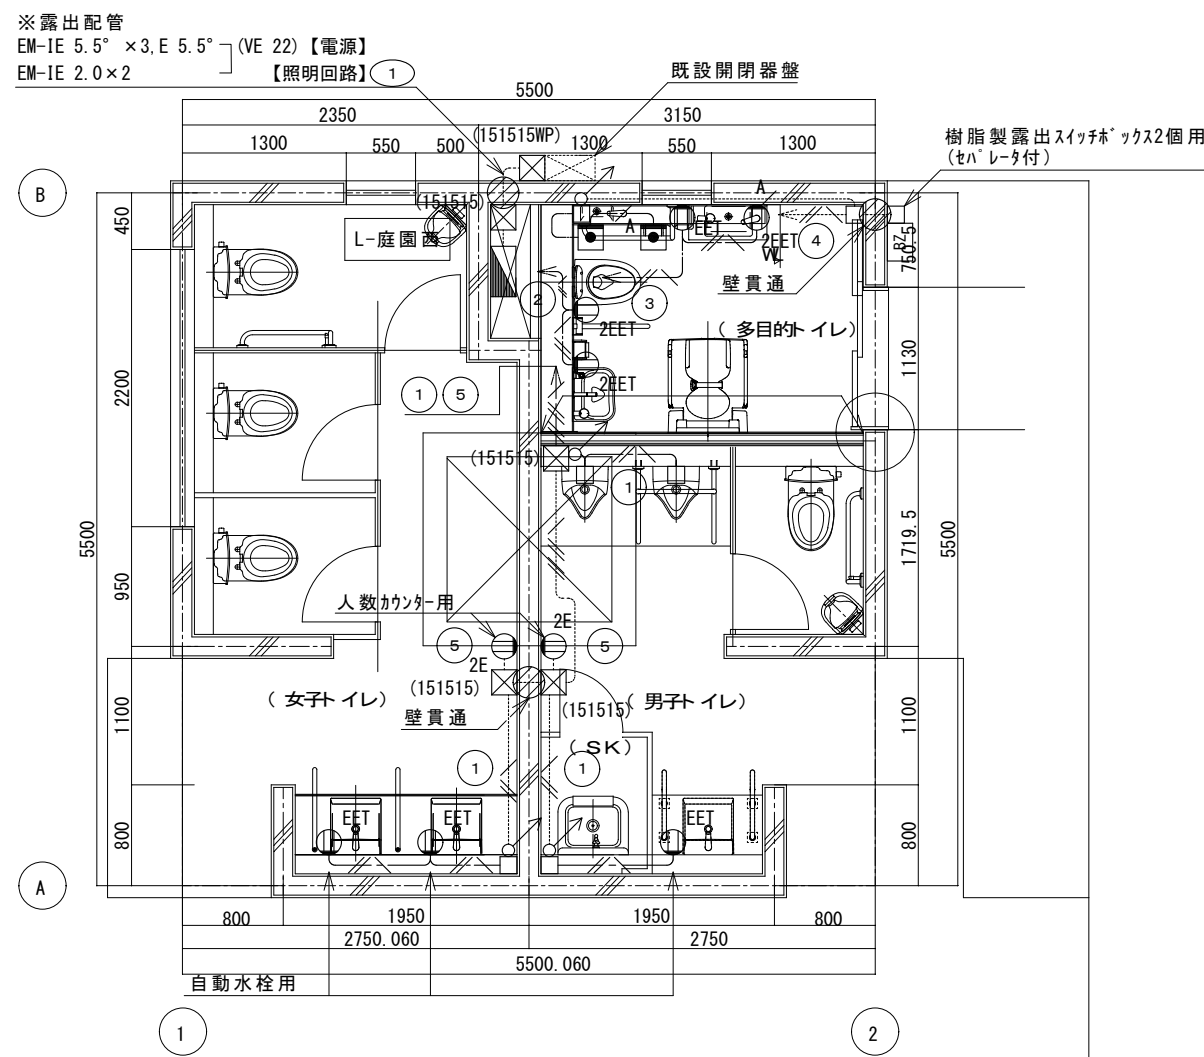 ※露出配管
EM-IE 5.5° ×3,E 5.5° (VE 22)【電源】
EM-IE 2.0×2 【照明回路】 1
既設開閉器盤
5500
2350 3150
樹脂製露出スイッチボックス2個用
(セパレータ付)
(151515WP)
1300 550 500 1300 550 1300
B
A
(151515)
450
L-庭園西
A
EET
2EET
4
BZ
750.5
WL
壁貫通
2
3
2EET
(多目的トイレ)
2200
1130
1 5
2EET
(151515)
1
5500
1719.5
5500
950
人数カウンター用
2E
5
5
2E
(151515)
(女子トイレ)
(男子トイレ)
壁貫通
(151515)
1100
1100
(SK)
1
1
800
EET
EET
EET
800
A
800 1950 1950 800
2750.060 2750
5500.060
自動水栓用
1
2